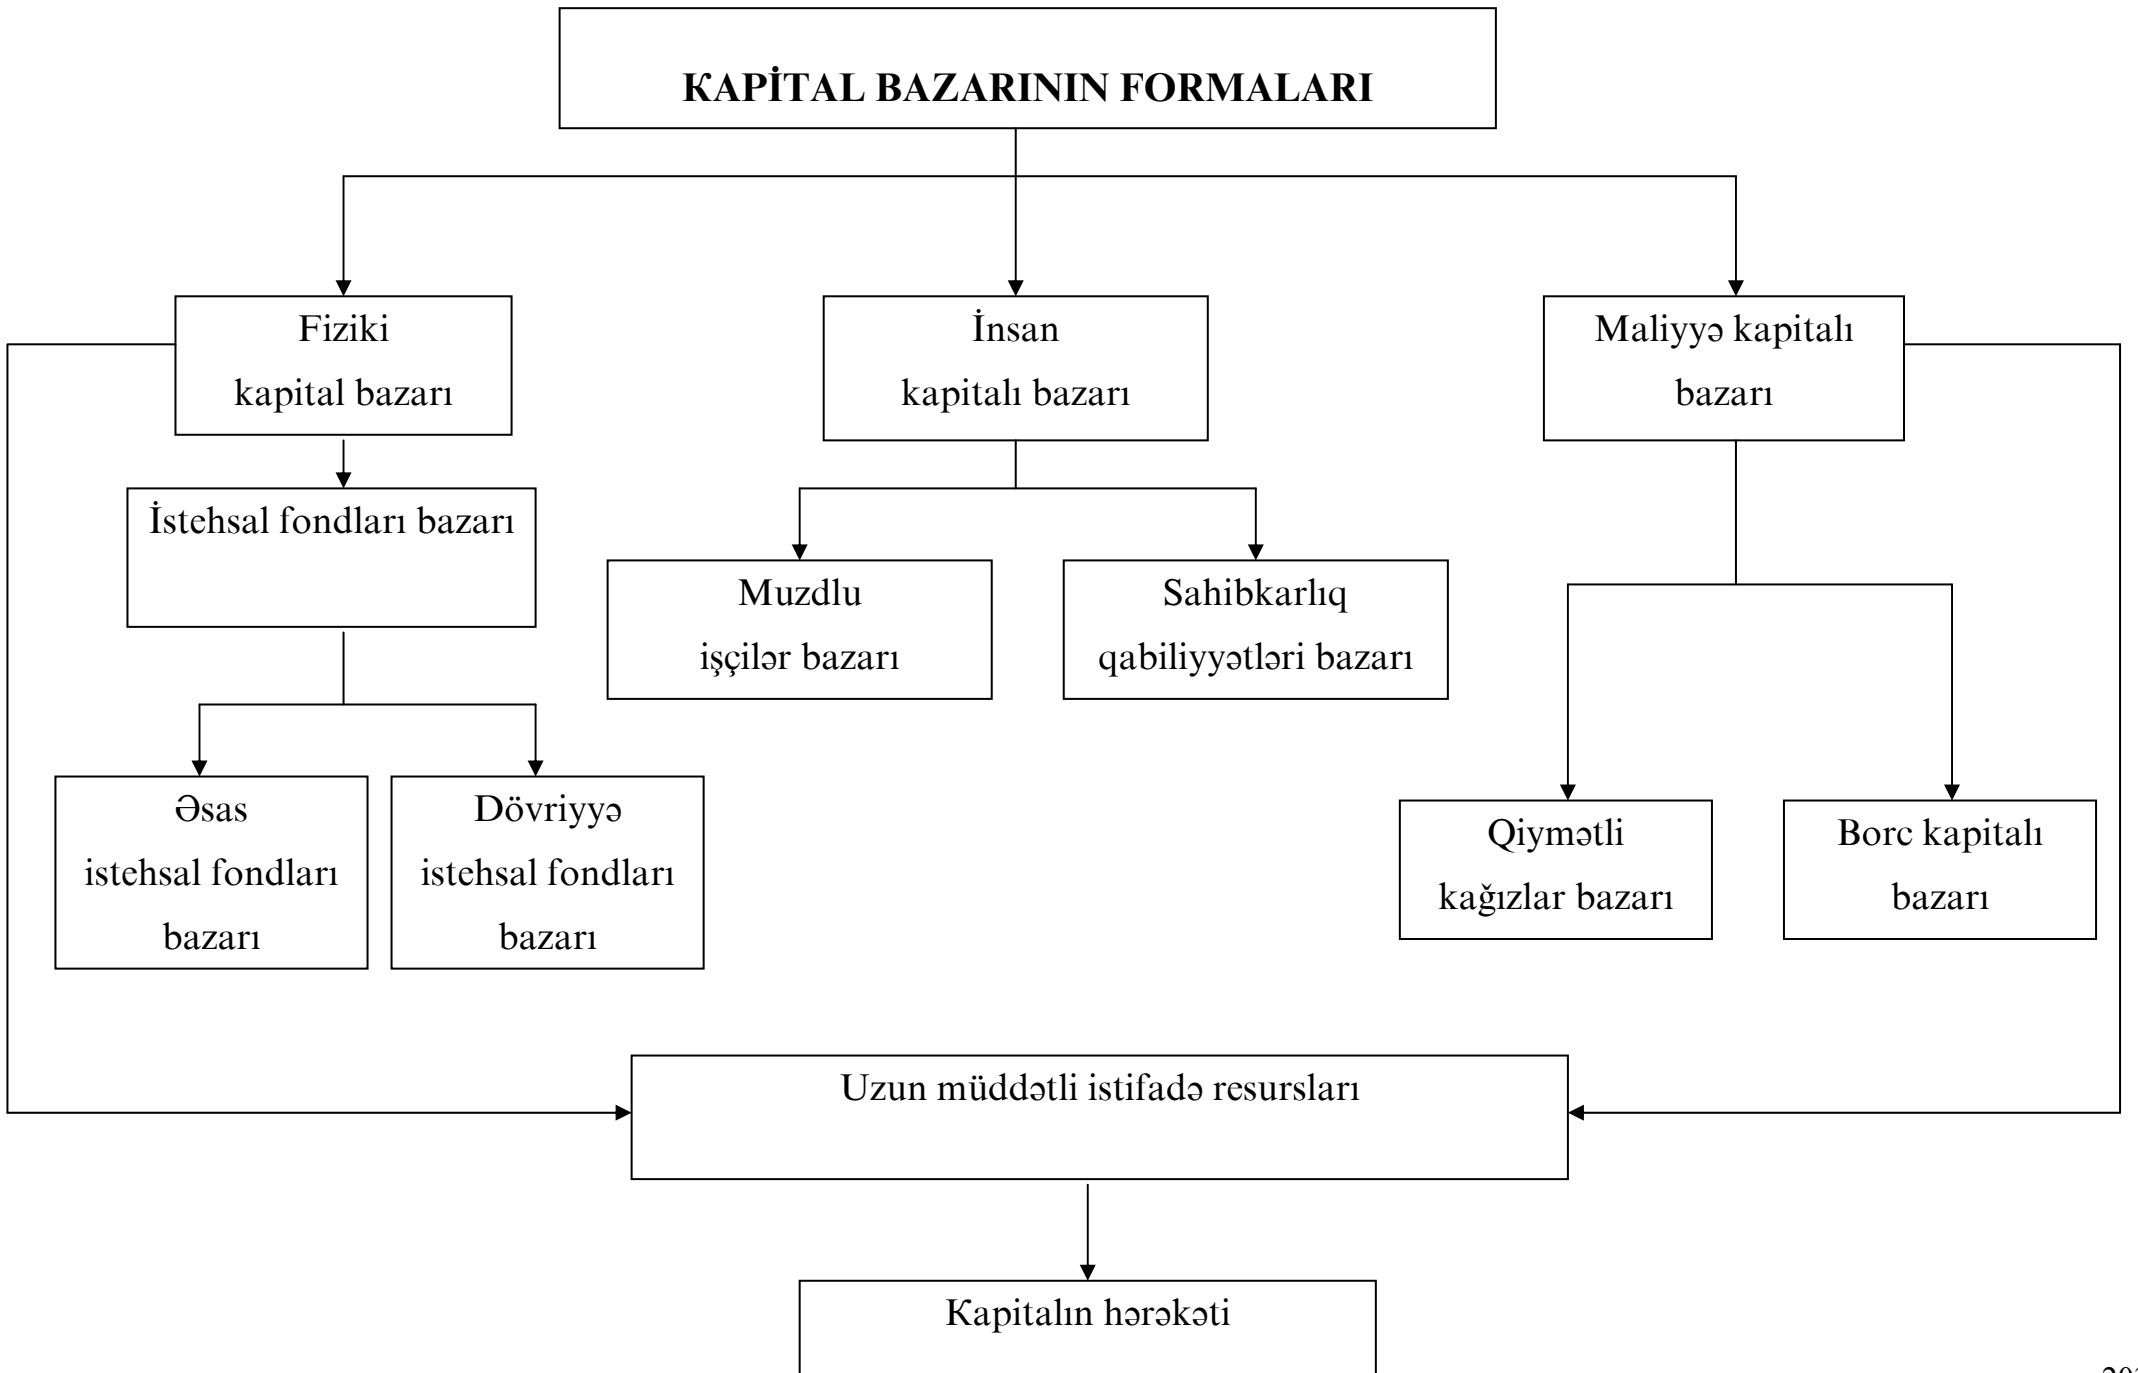 KAPİTAL BAZARININ FORMALARI
Fiziki
kapital bazarı
İnsan
kapitalı bazarı
Maliyyə kapitalı
bazarı
İstehsal fondları bazarı
Muzdlu
işçilər bazarı
Sahibkarlıq
qabiliyyətləri bazarı
Əsas
istehsal fondları
bazarı
Dövriyyə
istehsal fondları
bazarı
Qiymətli
kağızlar bazarı
Borc kapitalı
bazarı
Uzun müddətli istifadə resursları
Kapitalın hərəkəti